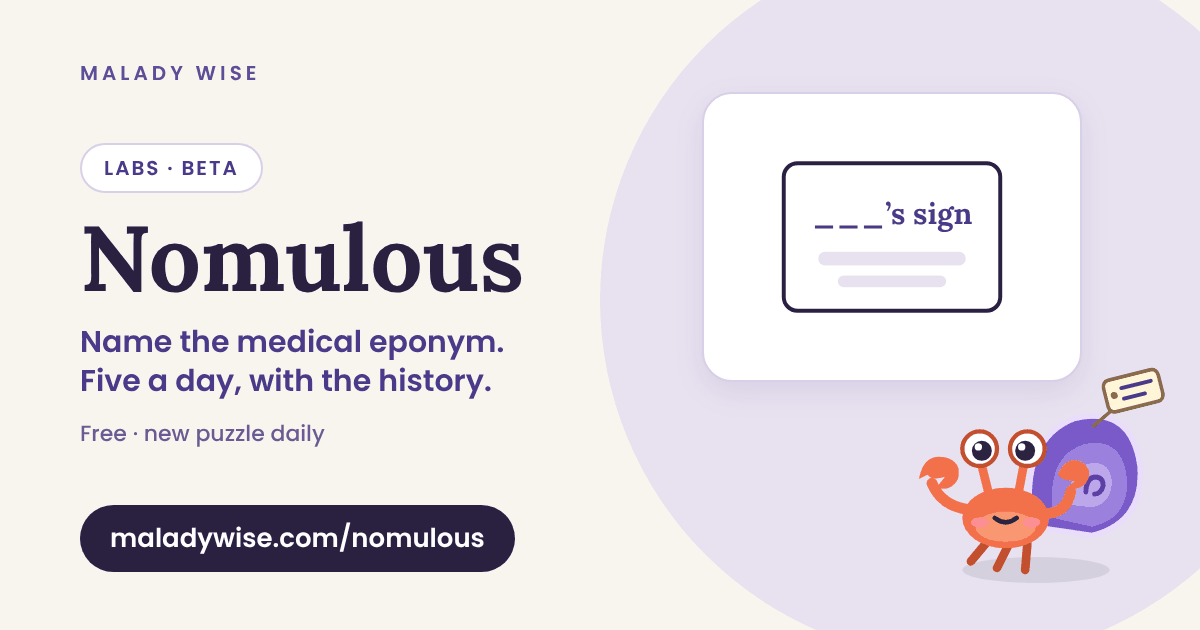 MALADY WISE
LABS · BETA
Nomulous
Name the medical eponym.
Five a day, with the history.
Free · new puzzle daily
maladywise.com/nomulous
_ _ _’s sign